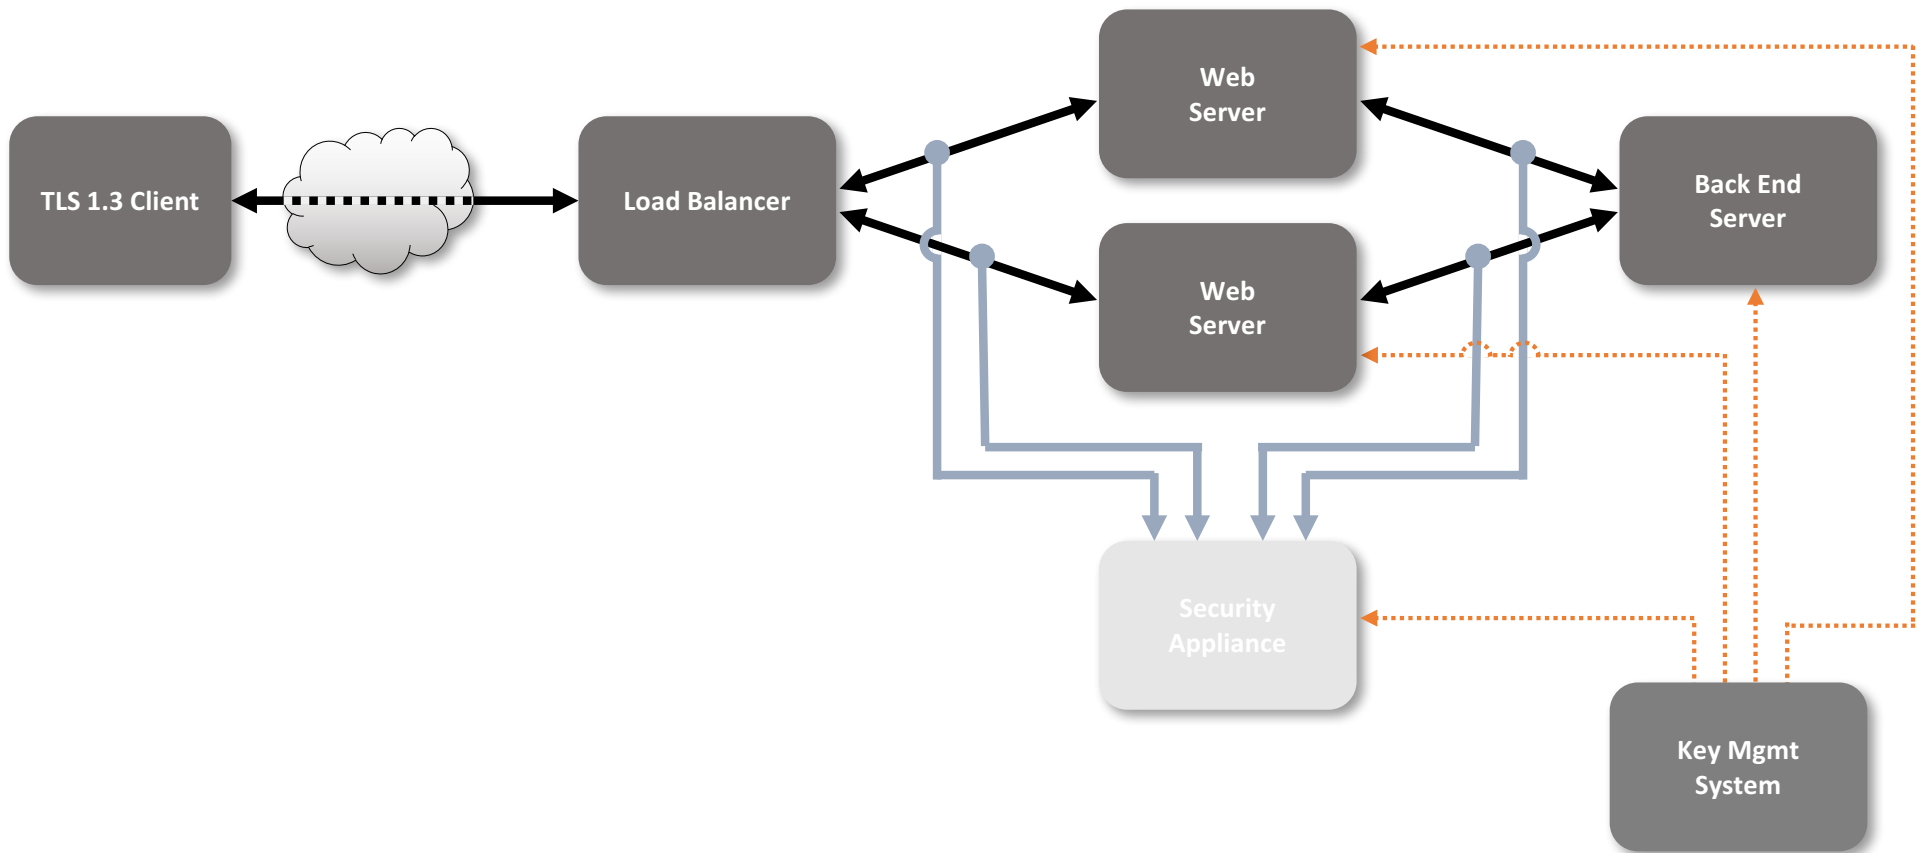 Web
Server
TLS 1.3 Client
Load Balancer
Back End
Server
Web
Server
Security
Appliance
Key Mgmt
System